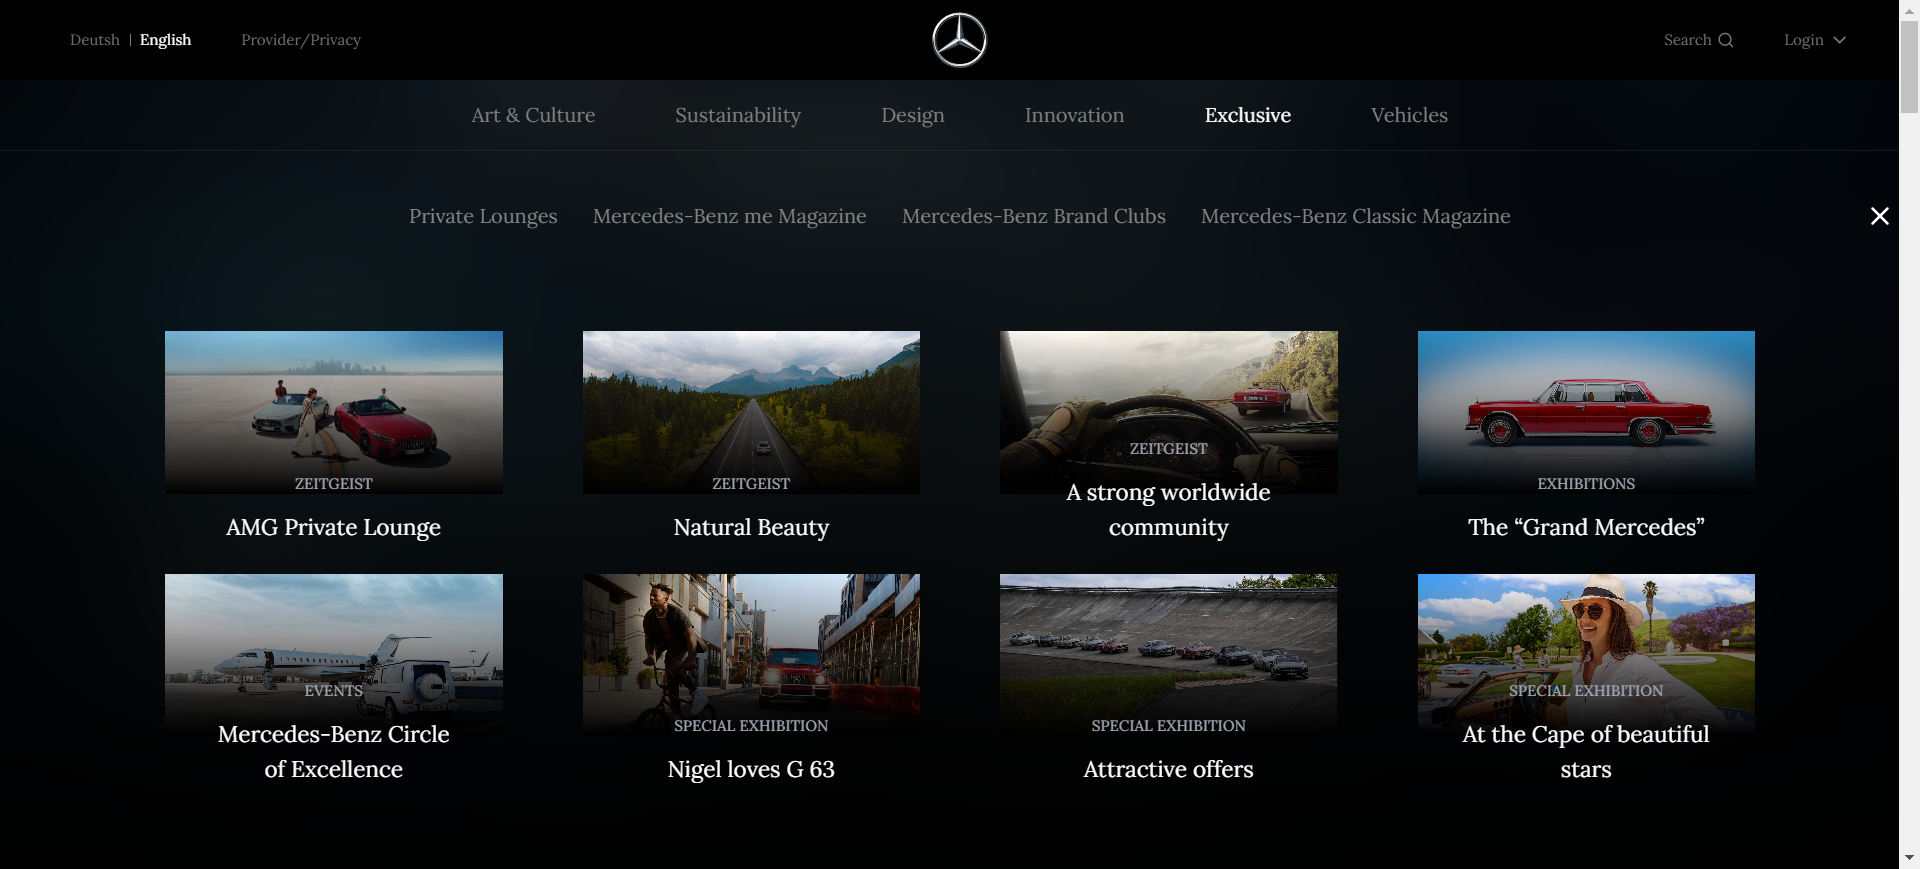 Deutsh | English
Provider/Privacy
Search
Login
Art & Culture
Sustainability
Design
Innovation
Exclusive
Vehicles
Private Lounges
Mercedes-Benz me Magazine
Mercedes-Benz Brand Clubs
Mercedes-Benz Classic Magazine
ZEITGEIST
AMG Private Lounge
ZEITGEIST
Natural Beauty
ZEITGEIST
A strong worldwide
community
EXHIBITIONS
The “Grand Mercedes”
EVENTS
Mercedes-Benz Circle
of Excellence
SPECIAL EXHIBITION
Nigel loves G 63
SPECIAL EXHIBITION
Attractive offers
SPECIAL EXHIBITION
At the Cape of beautiful
stars